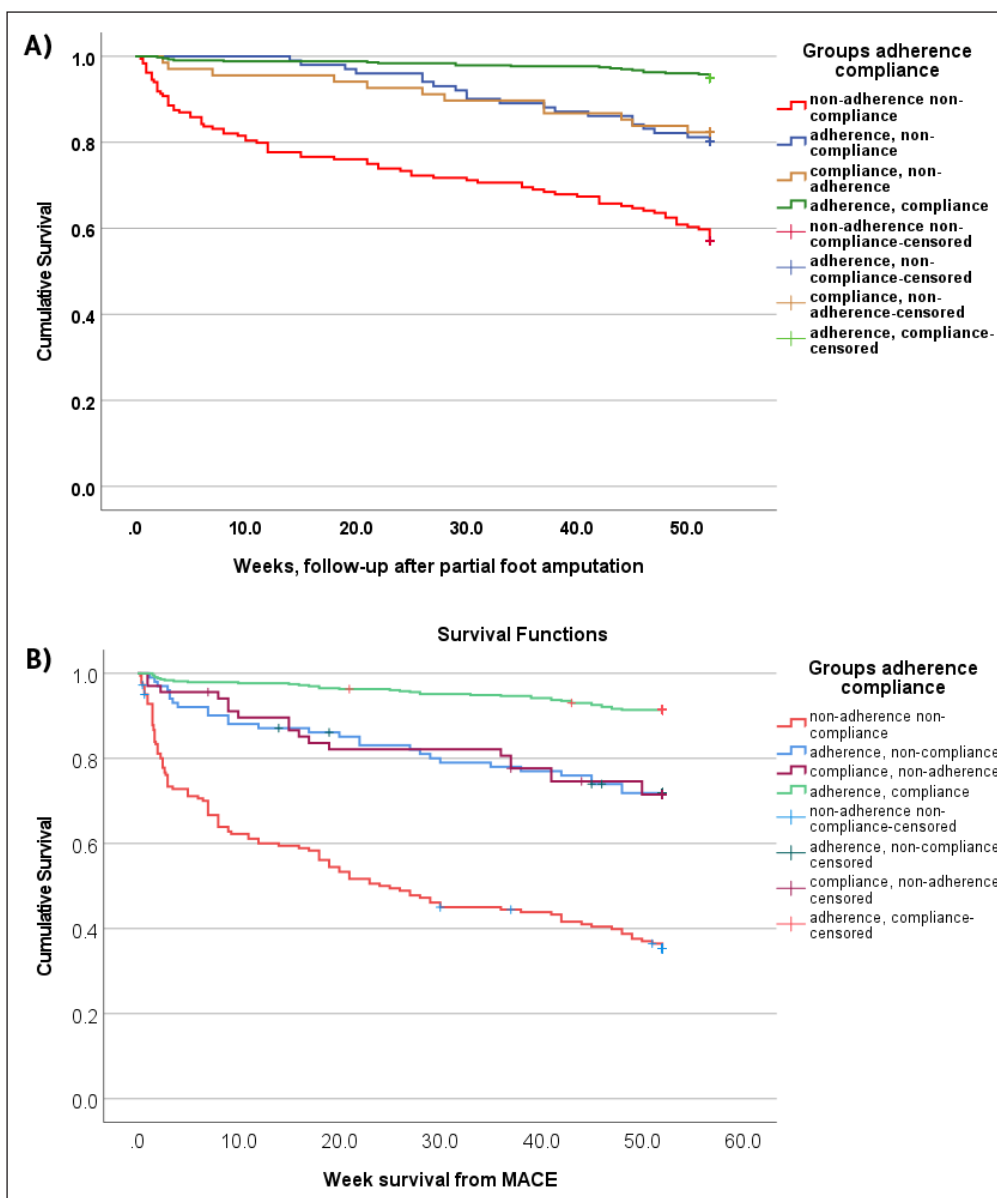 A)
Groups adherence
compliance
non-adherence non-
compliance
adherence, non-
compliance
compliance, non-
adherence
adherence, compliance
non-adherence non-
compliance-censored
adherence, non-
compliance-censored
compliance, non-
adherence-censored
adherence, compliance-
censored
Cumulative Survival
1.0
0.8
0.6
0.4
0.2
0.0
.0 10.0 20.0 30.0 40.0 50.0
Weeks, follow-up after partial foot amputation
Survival Functions
B)
Groups adherence
compliance
non-adherence non-
compliance
adherence, non-compliance
compliance, non-adherence
adherence, compliance
non-adherence non-
compliance-censored
adherence, non-compliance
censored
compliance, non-adherence
censored
adherence, compliance-
censored
Cumulative Survival
1.0
0.8
0.6
0.4
0.2
0.0
.0 10.0 20.0 30.0 40.0 50.0 60.0
Week survival from MACE